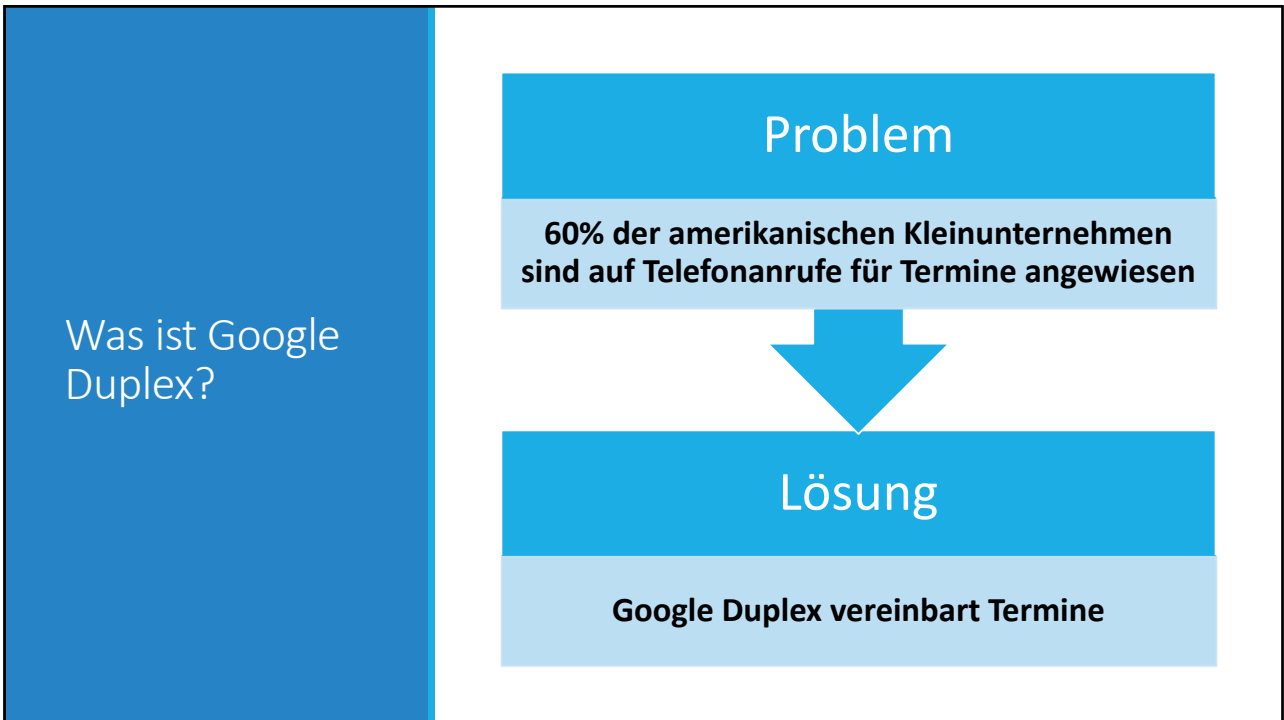 Was ist Google
Duplex?
Problem
60% der amerikanischen Kleinunternehmen
sind auf Telefonanrufe für Termine angewiesen
Lösung
Google Duplex vereinbart Termine